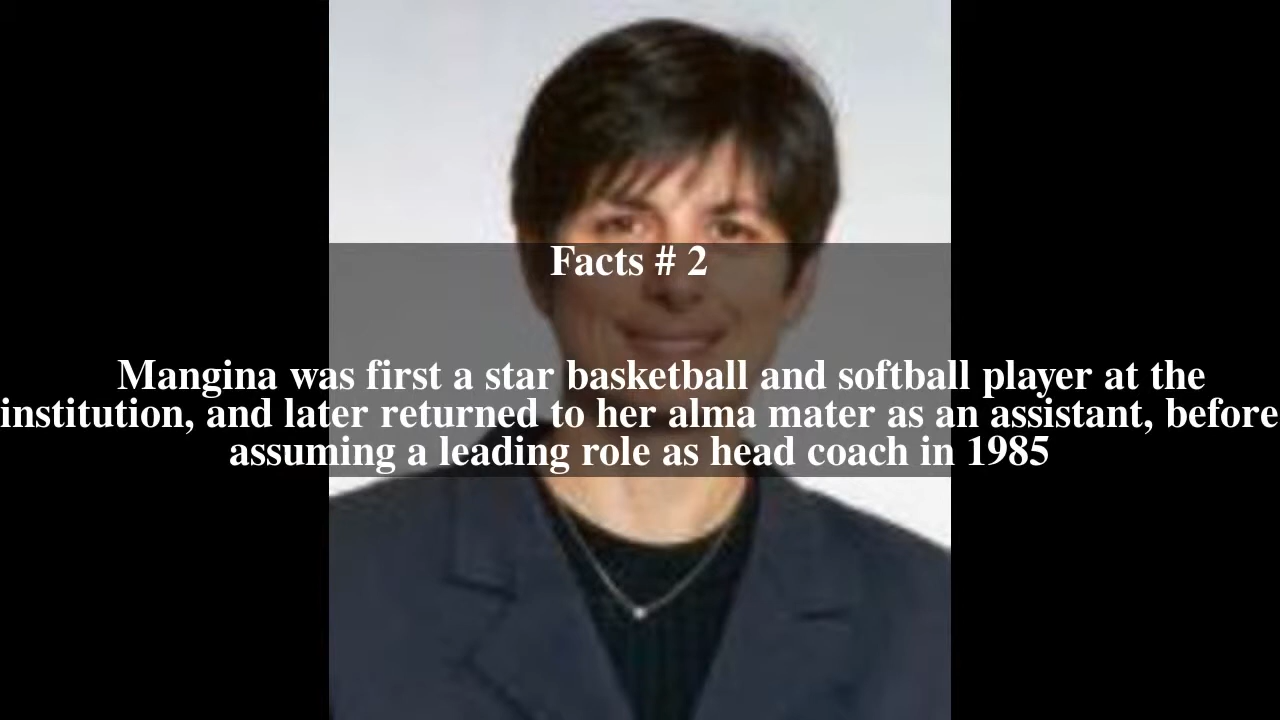 Facts # 2
Mangina was first a star basketball and softball player at the
institution, and later returned to her alma mater as an assistant, before
assuming a leading role as head coach in 1985